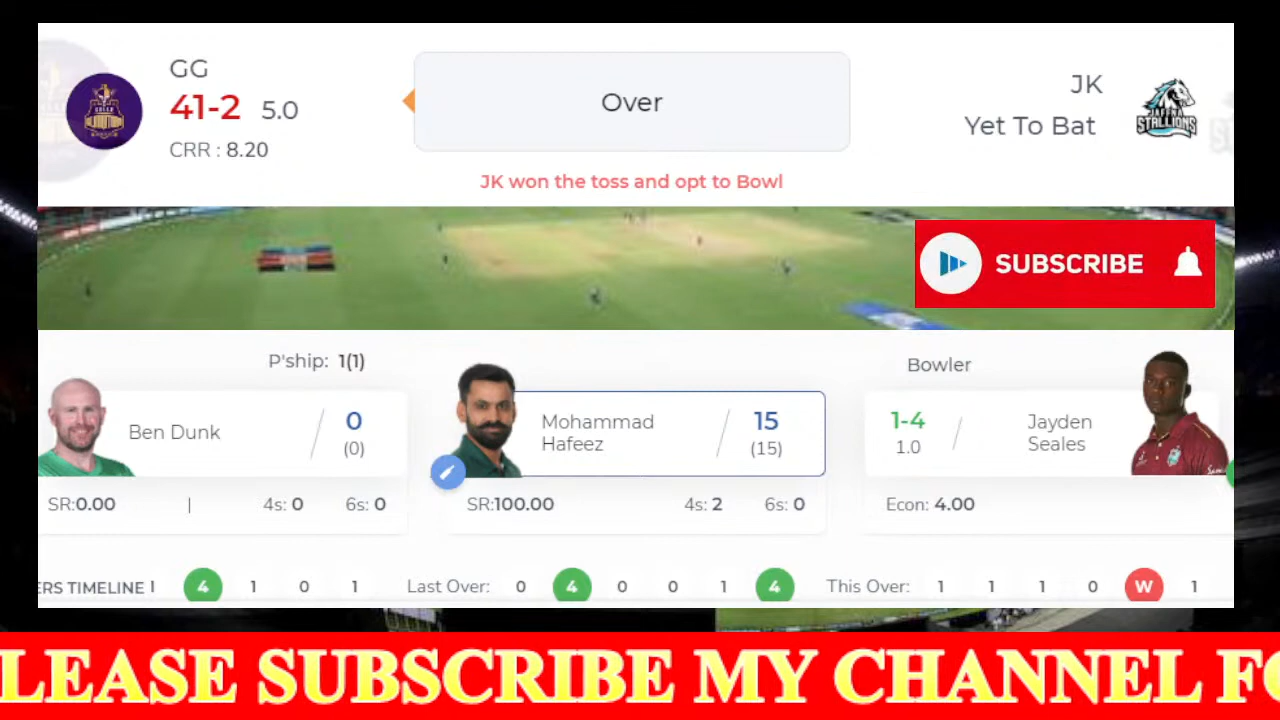 GG
41-2 5.0
CRR : 8.20
Over
JK
Yet To Bat
JAFFNA
STALLIONS
JK won the toss and opt to Bowl
SUBSCRIBE
P'ship: 1(1)
Bowler
Ben Dunk
0
(0)
Mohammad
Hafeez
15
(15)
1-4
1.0
Jayden
Seales
SR:0.00 | 4s: 0 6s: 0
SR:100.00 4s: 2 6s: 0
Econ: 4.00
ERS TIMELINE 1 4 1 0 1 Last Over: 0 4 0 0 1 4 This Over: 1 1 1 0 W 1
LEASE SUBSCRIBE MY CHANNEL FO